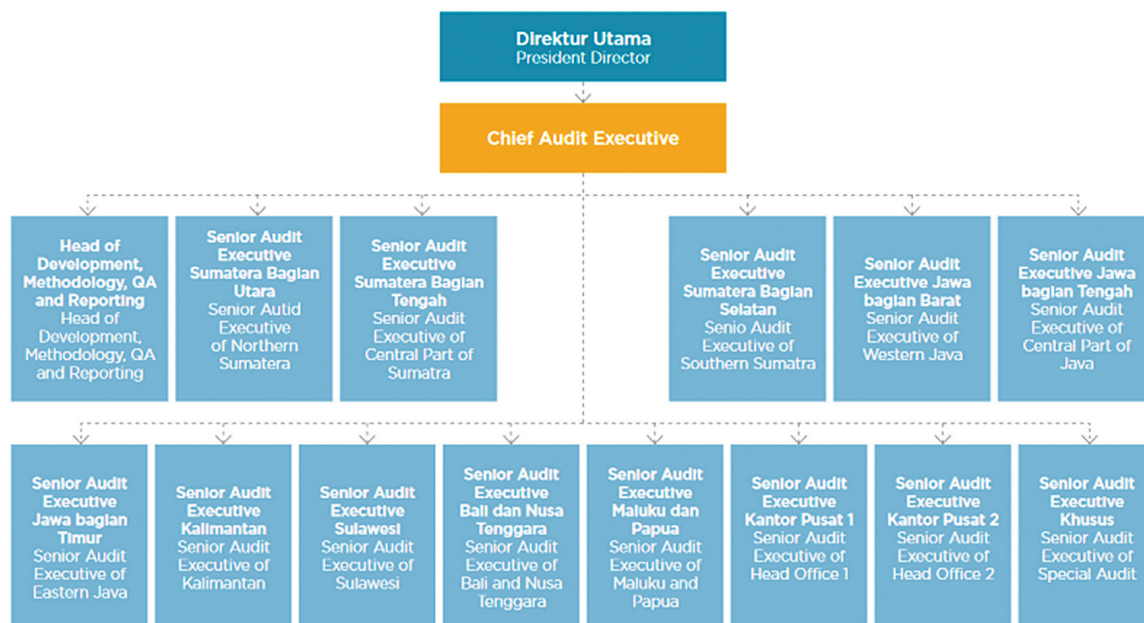 Direktur Utama
President Director
Chief Audit Executive
Head of
Development,
Methodology, QA
and Reporting
Head of
Development,
Methodology, QA
and Reporting
Senior Audit
Executive
Sumatera Bagian
Utara
Senior Autid
Executive
of Northern
Sumatera
Senior Audit
Executive
Sumatera Bagian
Tengah
Senior Audit
Executive of
Central Part of
Sumatra
Senior Audit
Executive
Sumatera Bagian
Selatan
Senio Audit
Executive of
Southern Sumatra
Senior Audit
Executive Jawa
bagian Barat
Senior Audit
Executive of
Western Java
Senior Audit
Executive Jawa
bagian Tengah
Senior Audit
Executive of
Central Part of
Java
Senior Audit
Executive
Jawa bagian
Timur
Senior Audit
Executive of
Eastern Java
Senior Audit
Executive
Kalimantan
Senior Audit
Executive of
Kalimantan
Senior Audit
Executive
Sulawesi
Senior Audit
Executive of
Sulawesi
Senior Audit
Executive
Bali dan Nusa
Tenggara
Senior Audit
Executive of
Bali and Nusa
Tenggara
Senior Audit
Executive
Maluku dan
Papua
Senior Audit
Executive of
Maluku and
Papua
Senior Audit
Executive
Kantor Pusat 1
Senior Audit
Executive of
Head Office 1
Senior Audit
Executive
Kantor Pusat 2
Senior Audit
Executive of
Head Office 2
Senior Audit
Executive
Khusus
Senior Audit
Executive of
Special Audit